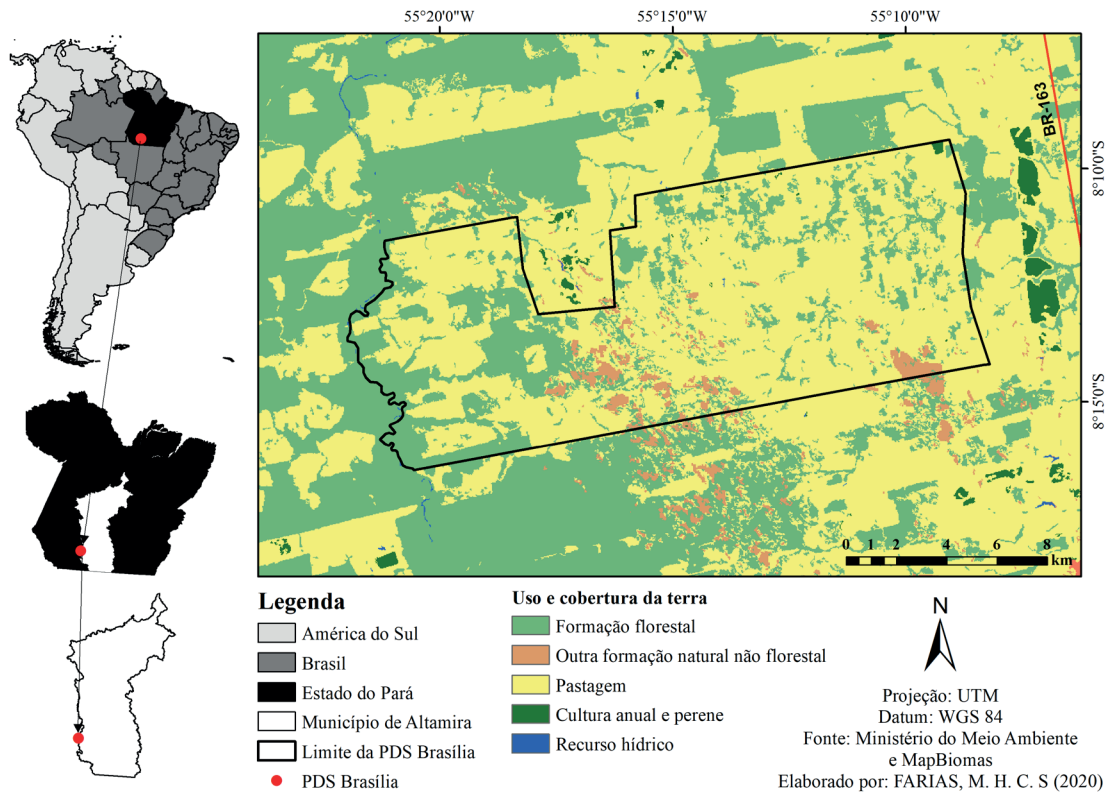 55°20'0"W
55°15'0"W
55°10'0"W
BR-163
8°10'0"S
8°15'0"S
0 1 2 4 6 8
km
Legenda
América do Sul
Brasil
Estado do Pará
Município de Altamira
Limite da PDS Brasília
PDS Brasília
Uso e cobertura da terra
Formação florestal
Outra formação natural não florestal
Pastagem
Cultura anual e perene
Recurso hídrico
N
Projeção: UTM
Datum: WGS 84
Fonte: Ministério do Meio Ambiente
e MapBiomas
Elaborado por: FARIAS, M. H. C. S (2020)